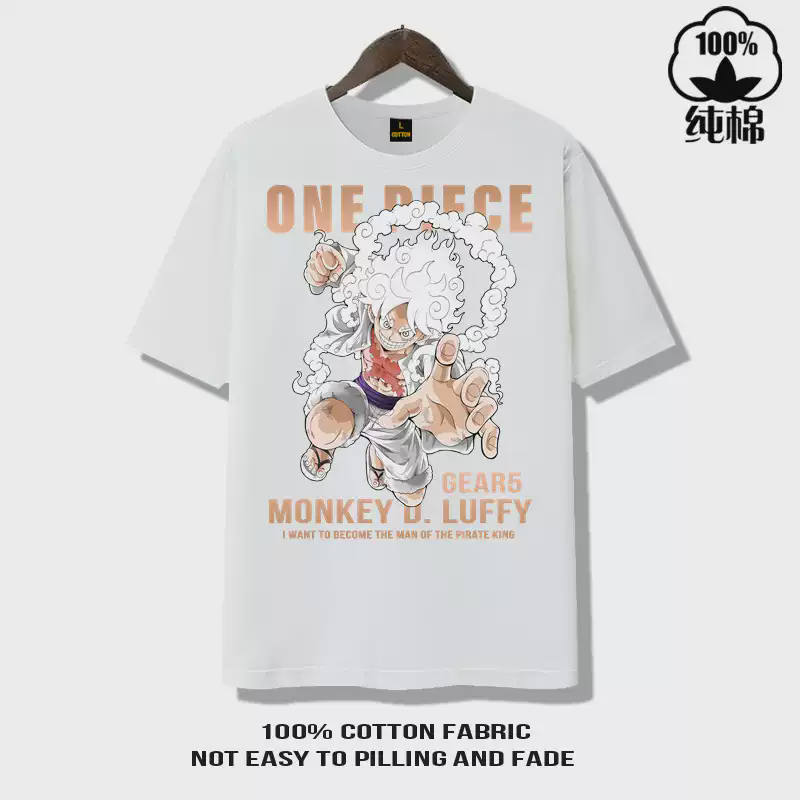 100%
纯棉
L
COTTON
ONE PIECE
GEAR5
MONKEY D. LUFFY
I WANT TO BECOME THE MAN OF THE PIRATE KING
100% COTTON FABRIC
NOT EASY TO PILLING AND FADE